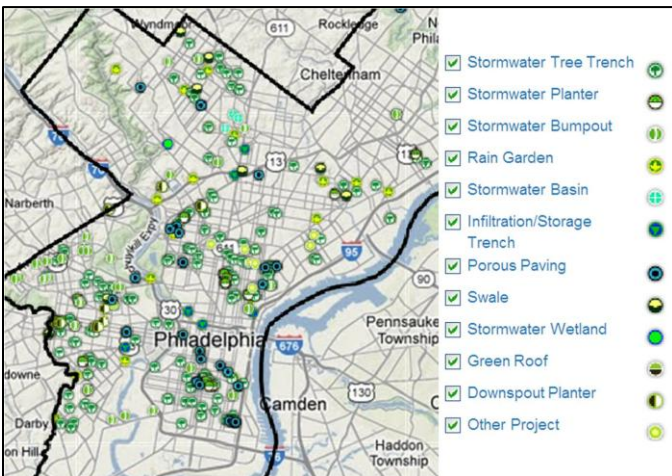 Wyndmoor
Rockledge
611
Phila
Cheltenham
76
13
Narberth
611
95
90
30
Philadelphia
Pennsauken
Township
676
130
Camden
Darby
Haddon
Township
Stormwater Tree Trench
Stormwater Planter
Stormwater Bumpout
Rain Garden
Stormwater Basin
Infiltration/Storage
Trench
Porous Paving
Swale
Stormwater Wetland
Green Roof
Downspout Planter
Other Project